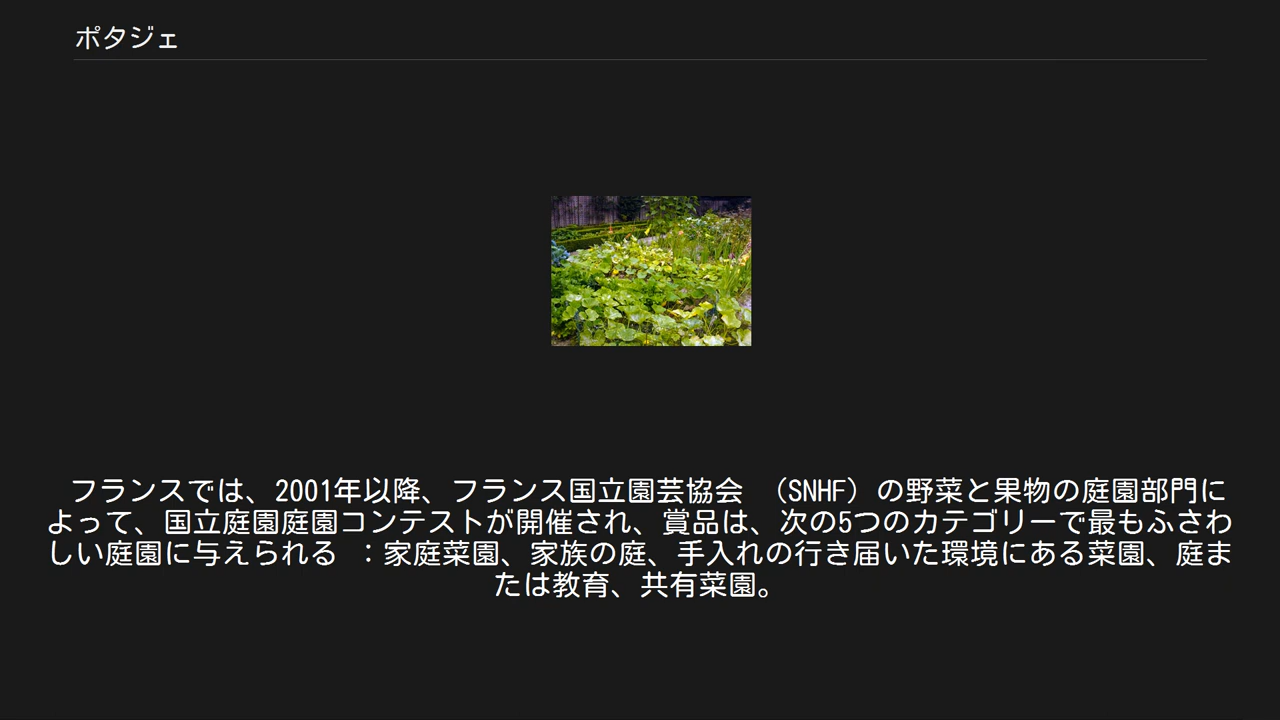 ポタジェ
フランスでは、2001年以降、フランス国立園芸協会 （SNHF）の野菜と果物の庭園部門に
よって、国立庭園庭園コンテストが開催され、賞品は、次の5つのカテゴリーで最もふさわ
しい庭園に与えられる ：家庭菜園、家族の庭、手入れの行き届いた環境にある菜園、庭ま
たは教育、共有菜園。